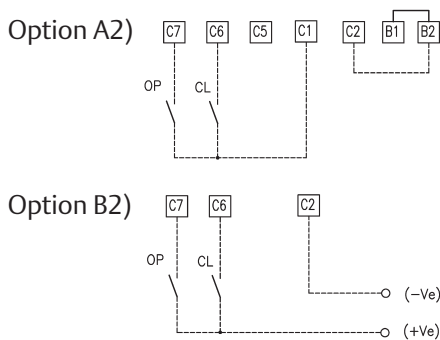 Option A2) C7 C6 C5 C1 C2 B1 B2
OP CL
Option B2) C7 C6 C2
OP CL
(-Ve)
(+Ve)